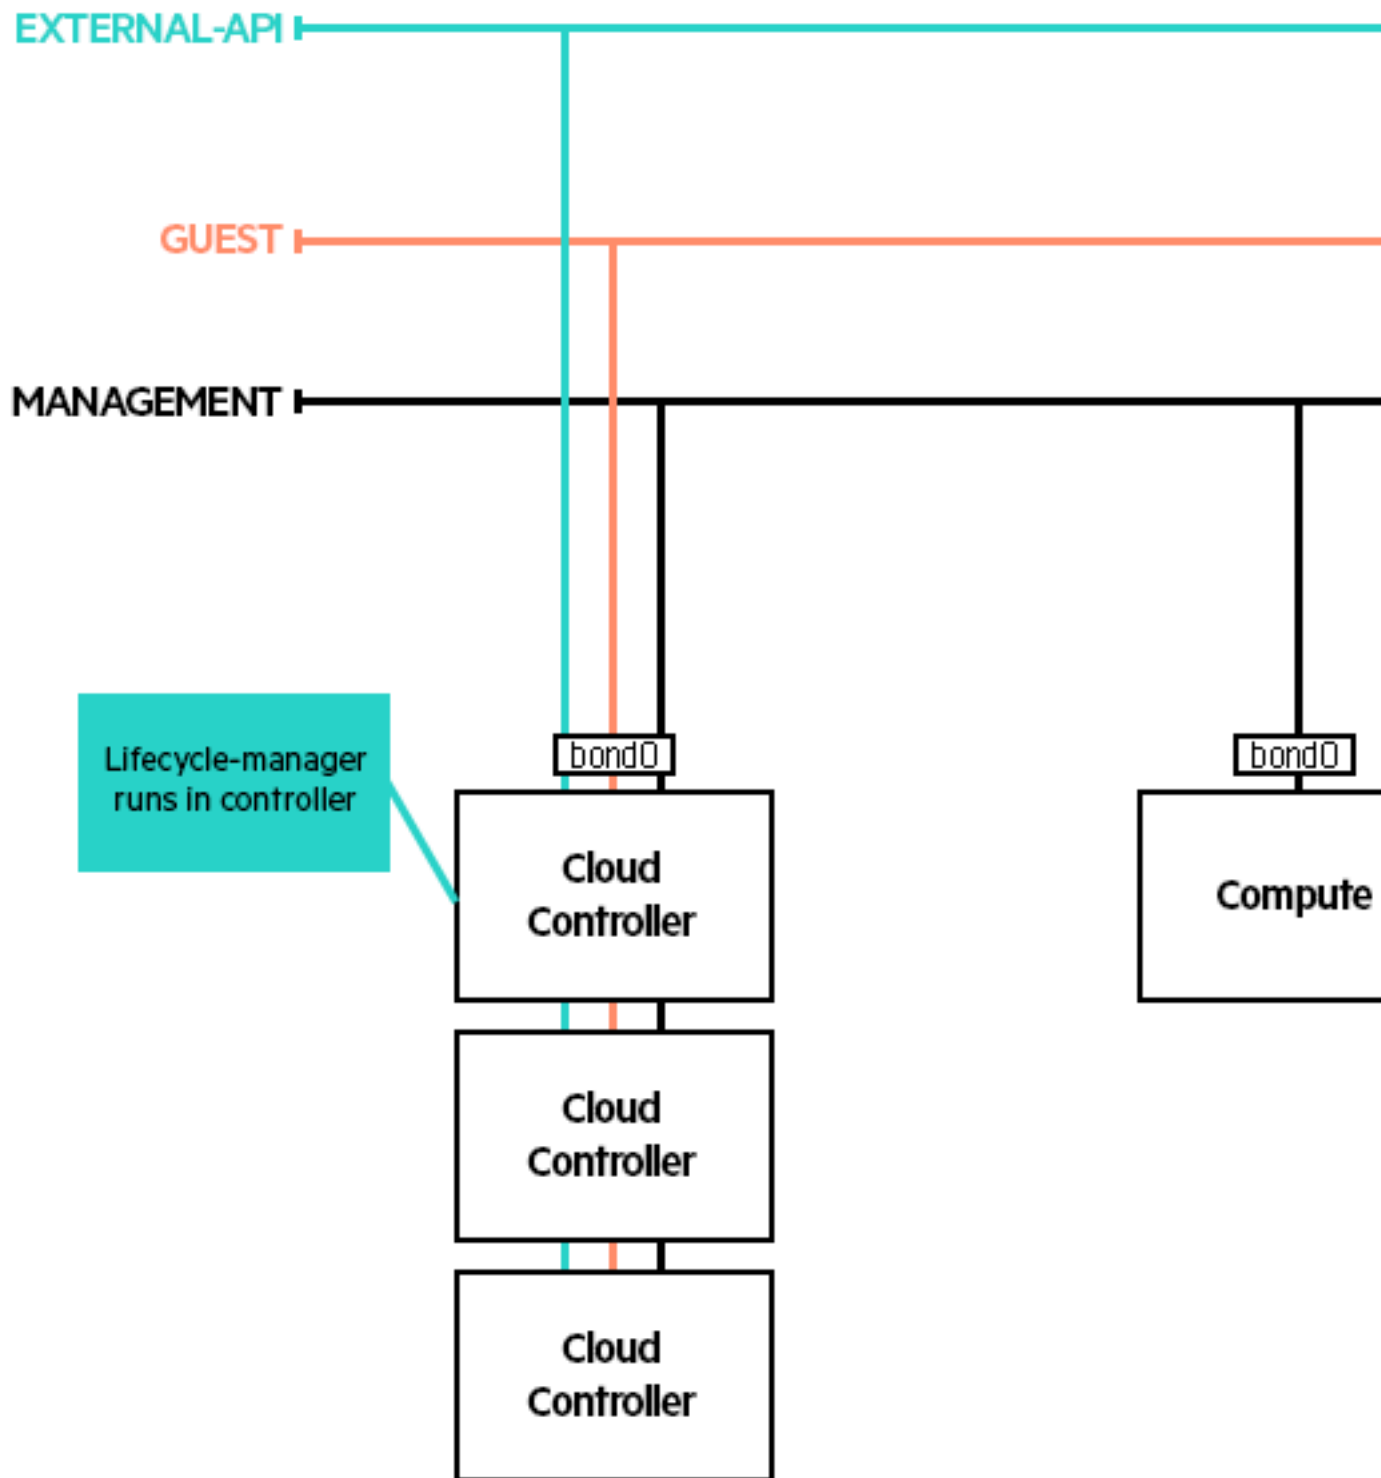 EXTERNAL-API
GUEST
MANAGEMENT
Lifecycle-manager
runs in controller
bond0
bond0
Cloud
Controller
Compute
Cloud
Controller
Cloud
Controller